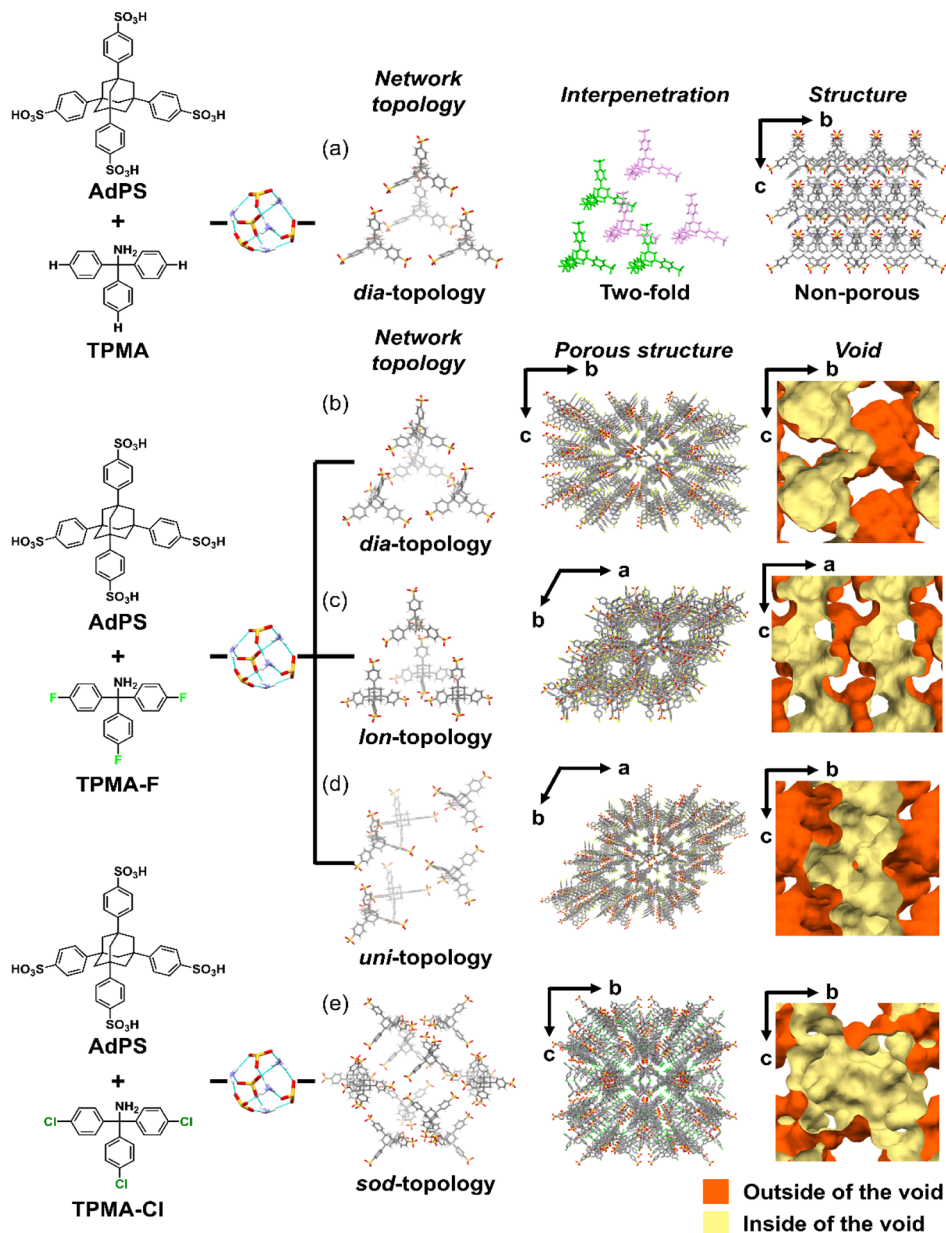 SO3H
HO3S
SO3H
SO3H
AdPS
+
NH2
H
H
H
TPMA
Network
topology
(a)
dia-topology
Interpenetration
Two-fold
Structure
b
c
Non-porous
SO3H
HO3S
SO3H
SO3H
AdPS
+
NH2
F
F
F
TPMA-F
Network
topology
Porous structure
Void
(b)
dia-topology
b
c
b
c
(c)
lon-topology
a
b
a
c
(d)
uni-topology
a
b
b
c
SO3H
HO3S
SO3H
SO3H
AdPS
+
NH2
Cl
Cl
Cl
TPMA-Cl
(e)
sod-topology
b
c
b
c
Outside of the void
Inside of the void